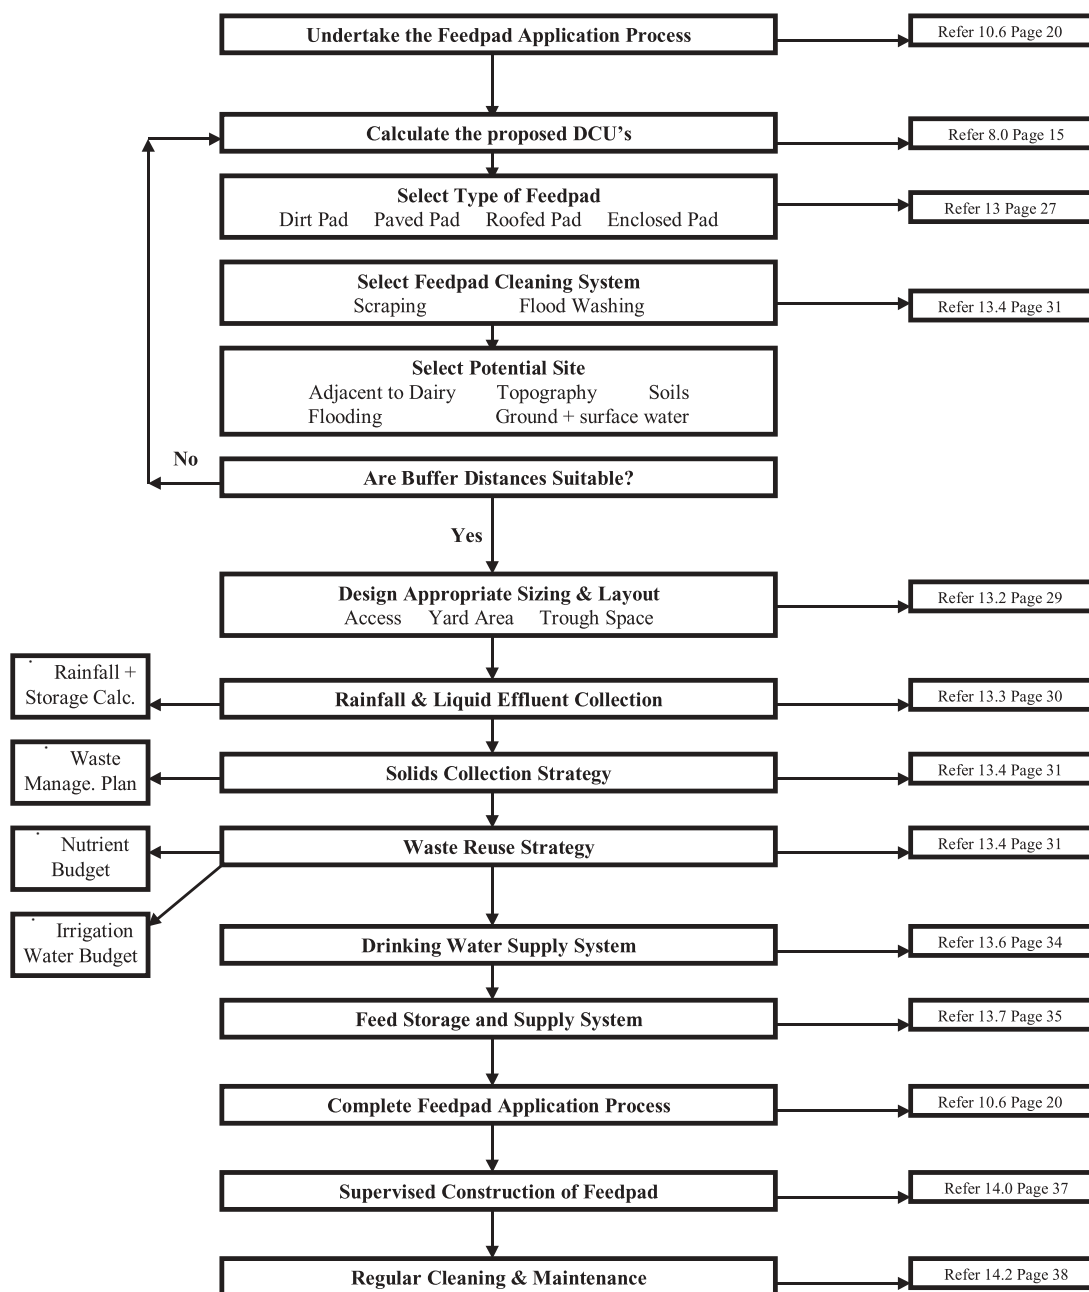 Undertake the Feedpad Application Process
Refer 10.6 Page 20
Calculate the proposed DCU's
Refer 8.0 Page 15
Select Type of Feedpad
Dirt Pad Paved Pad Roofed Pad Enclosed Pad
Refer 13 Page 27
Select Feedpad Cleaning System
Scraping Flood Washing
Refer 13.4 Page 31
Select Potential Site
Adjacent to Dairy Topography Soils
Flooding Ground + surface water
No
Are Buffer Distances Suitable?
Yes
Design Appropriate Sizing & Layout
Access Yard Area Trough Space
Refer 13.2 Page 29
Rainfall +
Storage Calc.
Rainfall & Liquid Effluent Collection
Refer 13.3 Page 30
Waste
Manage. Plan
Solids Collection Strategy
Refer 13.4 Page 31
Nutrient
Budget
Waste Reuse Strategy
Refer 13.4 Page 31
Irrigation
Water Budget
Drinking Water Supply System
Refer 13.6 Page 34
Feed Storage and Supply System
Refer 13.7 Page 35
Complete Feedpad Application Process
Refer 10.6 Page 20
Supervised Construction of Feedpad
Refer 14.0 Page 37
Regular Cleaning & Maintenance
Refer 14.2 Page 38